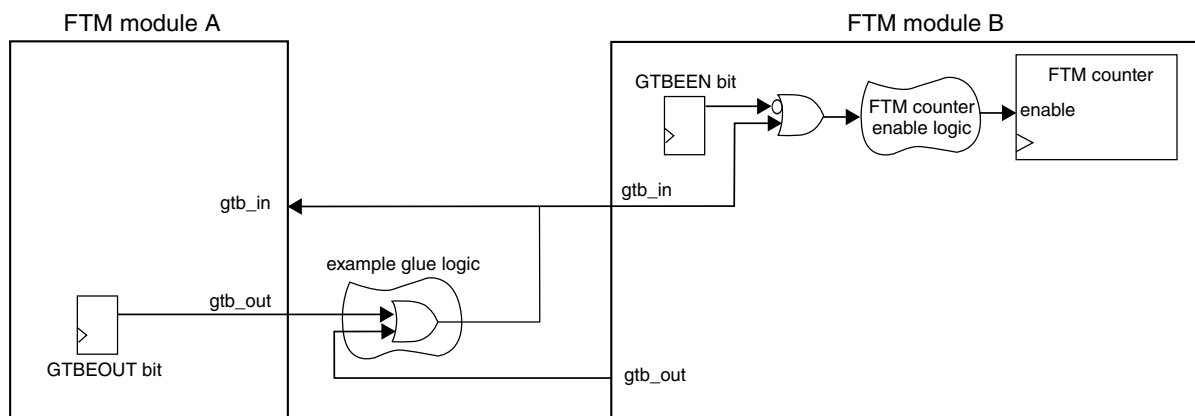 FTM module A
FTM module B
GTBEEN bit
FTM counter
enable logic
FTM counter
enable
gtb_in
gtb_in
example glue logic
gtb_out
GTBEOUT bit
gtb_out